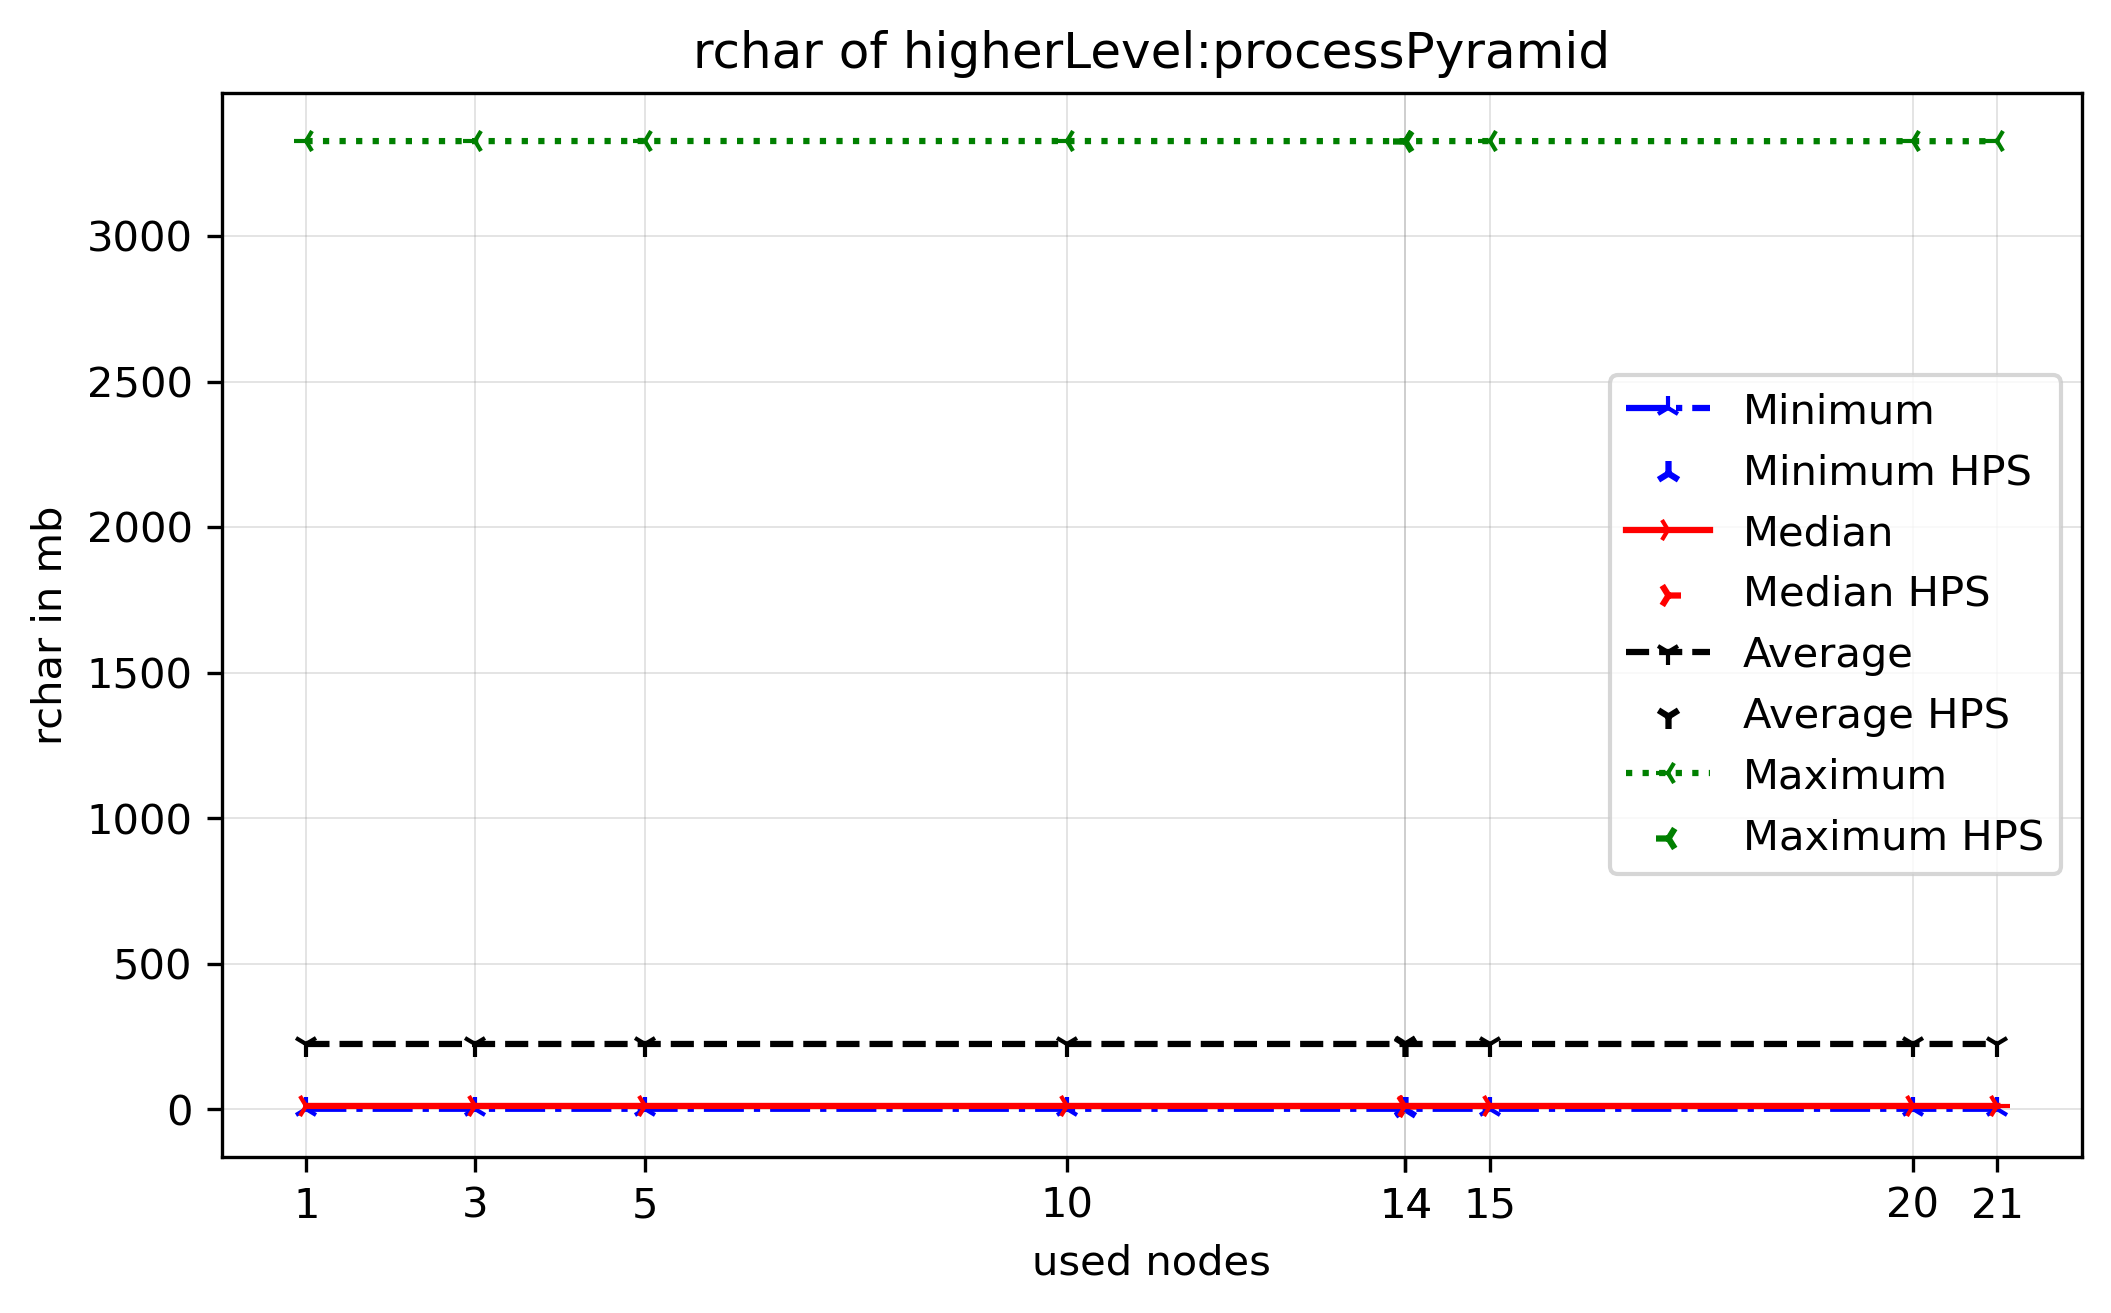 rchar of higherLevel:processPyramid
rchar in mb
3000
2500
2000
1500
1000
500
0
Minimum
Minimum HPS
Median
Median HPS
Average
Average HPS
Maximum
Maximum HPS
1 3 5 10 14 15 20 21
used nodes